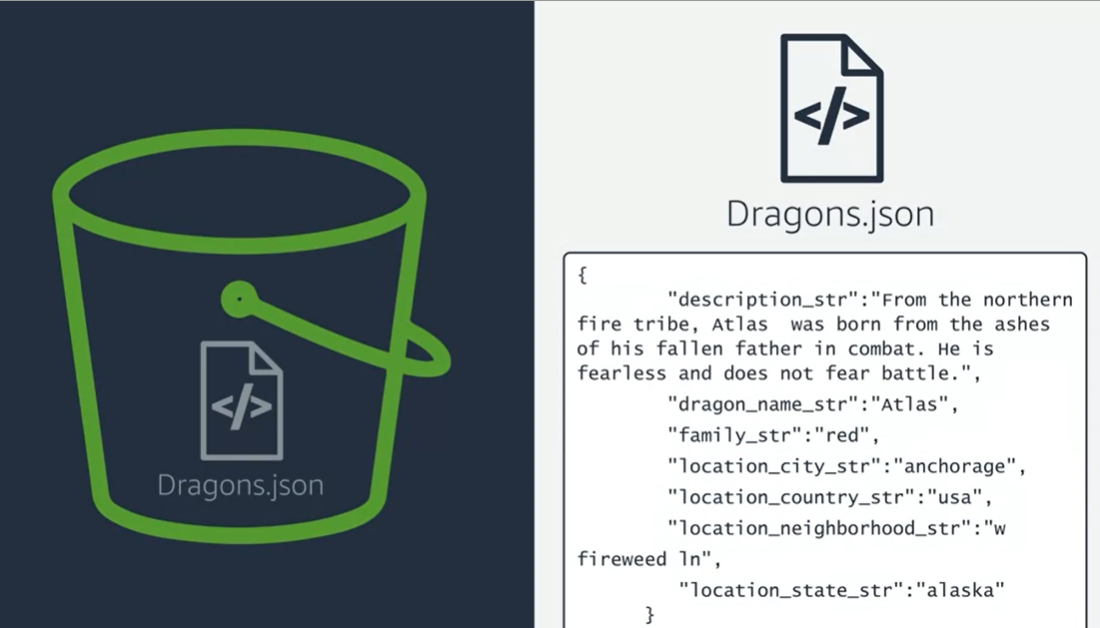 </>
Dragons.json
</>
Dragons.json
{
"description_str":"From the northern
fire tribe, Atlas  was born from the ashes
of his fallen father in combat. He is
fearless and does not fear battle.",
"dragon_name_str":"Atlas",
"family_str":"red",
"location_city_str":"anchorage",
"location_country_str":"usa",
"location_neighborhood_str":"w
fireweed ln",
"location_state_str":"alaska"
}